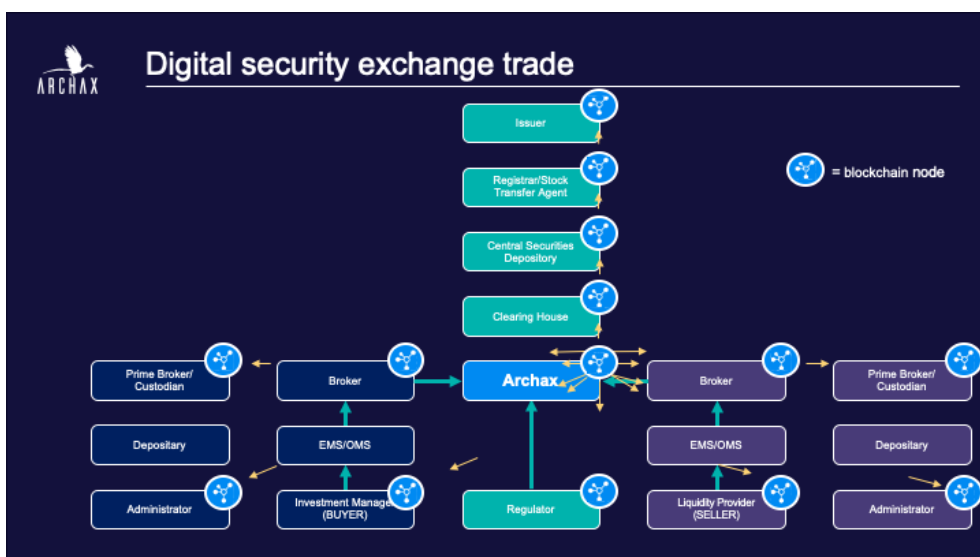 ARCHAX
Digital security exchange trade
Issuer
= blockchain node
Registrar/Stock
Transfer Agent
Central Securities
Depository
Clearing House
Prime Broker/
Custodian
Broker
Archax
Broker
Prime Broker/
Custodian
Depositary
EMS/OMS
EMS/OMS
Depositary
Administrator
Investment Manager
(BUYER)
Regulator
Liquidity Provider
(SELLER)
Administrator